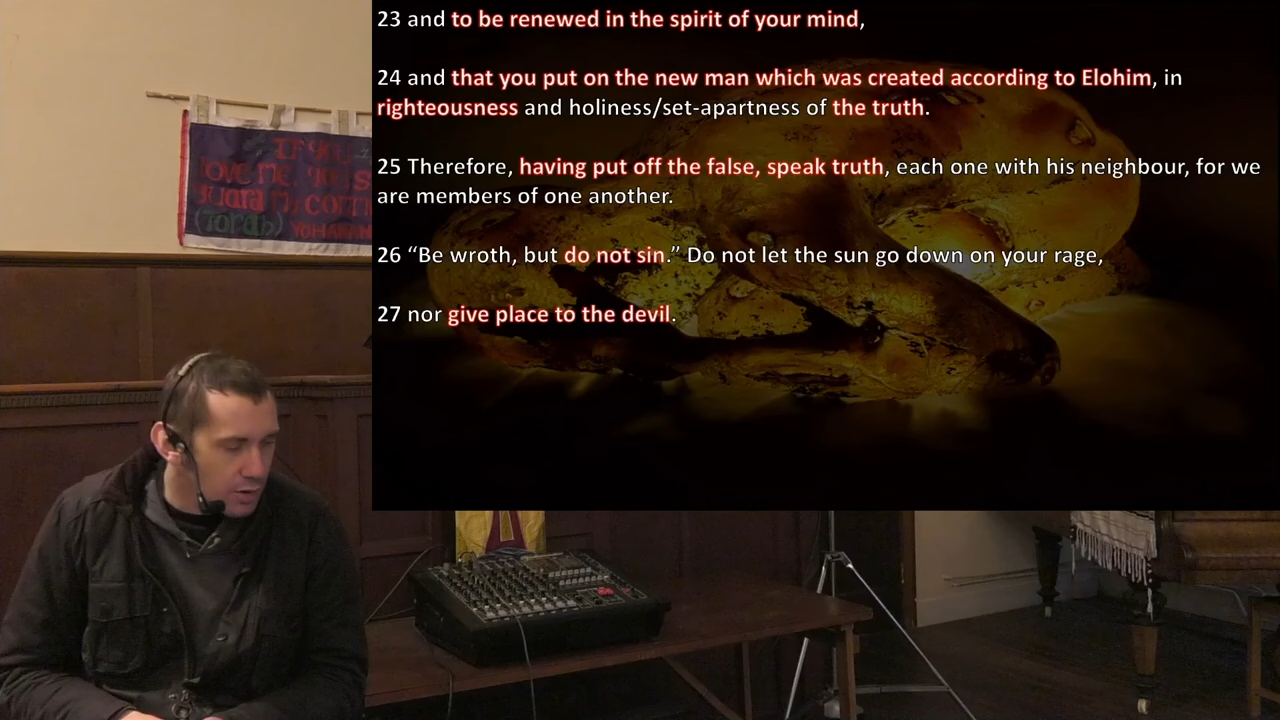 23 and to be renewed in the spirit of your mind,
24 and that you put on the new man which was created according to Elohim, in
righteousness and holiness/set-apartness of the truth.
25 Therefore, having put off the false, speak truth, each one with his neighbour, for we
are members of one another.
26 “Be wroth, but do not sin.” Do not let the sun go down on your rage,
27 nor give place to the devil.
IF
LOVE ME,
(Torah) YOHANAN